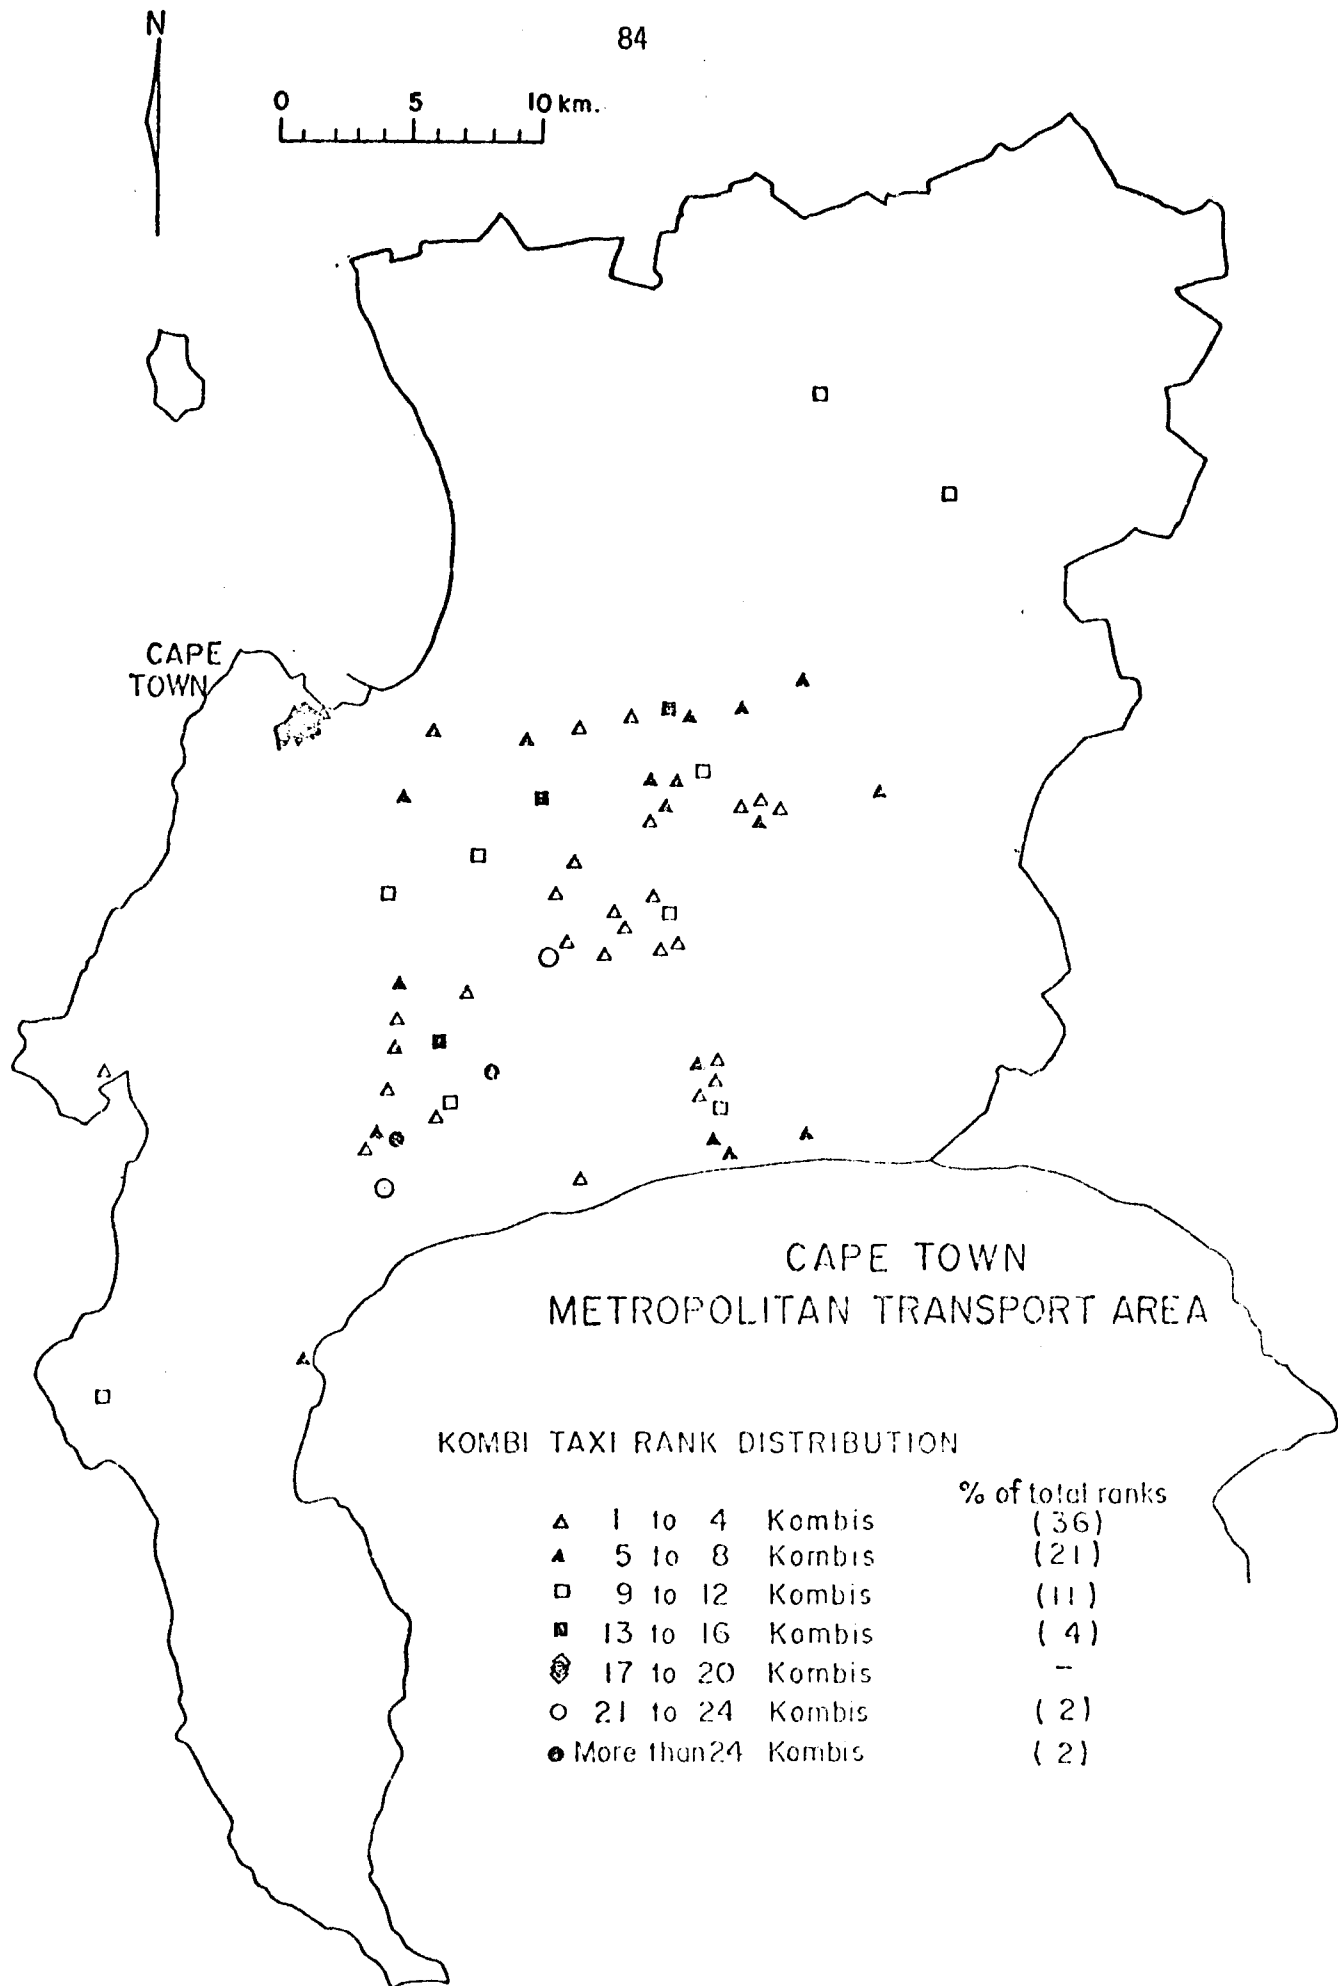 N
84
0 5 10 km.
CAPE
TOWN
CAPE TOWN
METROPOLITAN TRANSPORT AREA
KOMBI TAXI RANK DISTRIBUTION
% of total ranks
1 to 4 Kombis (36)
5 to 8 Kombis (21)
9 to 12 Kombis (11)
13 to 16 Kombis (4)
17 to 20 Kombis –
21 to 24 Kombis (2)
More than 24 Kombis (2)